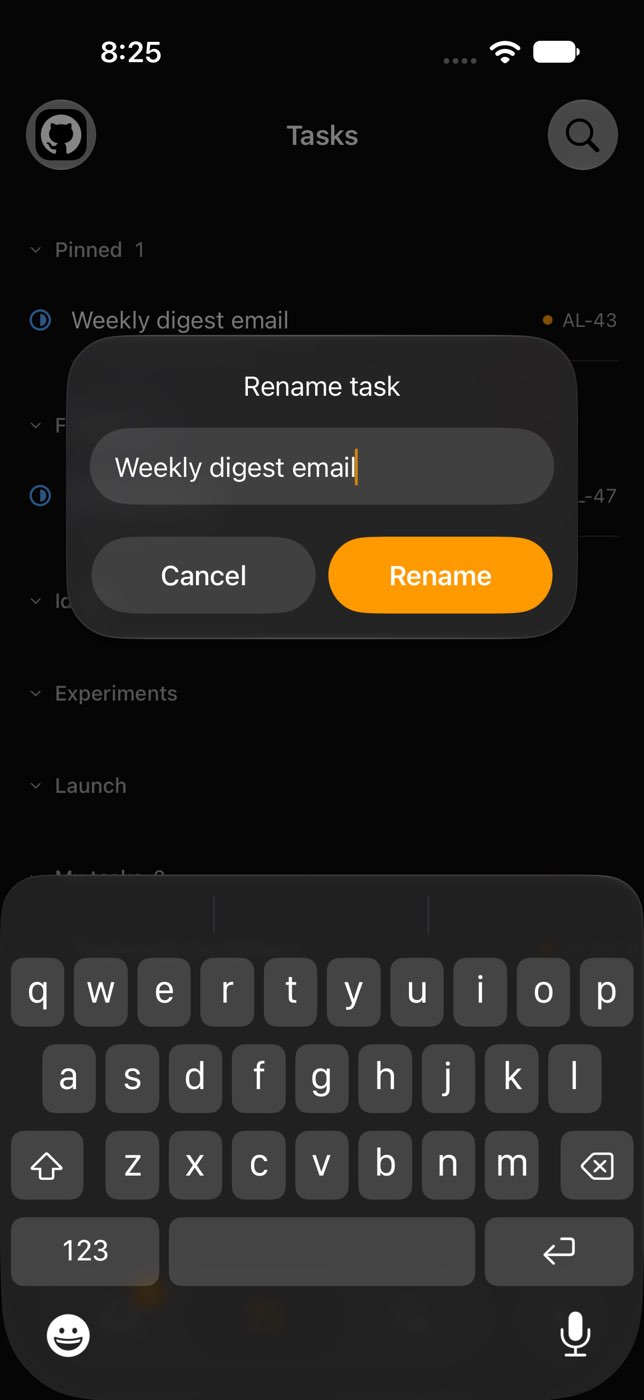 8:25
Tasks
Pinned 1
Weekly digest email
AL-43
Rename task
Weekly digest email
-47
Cancel
Rename
Experiments
Launch
q w e r t y u i o p
a s d f g h j k l
z x c v b n m
123